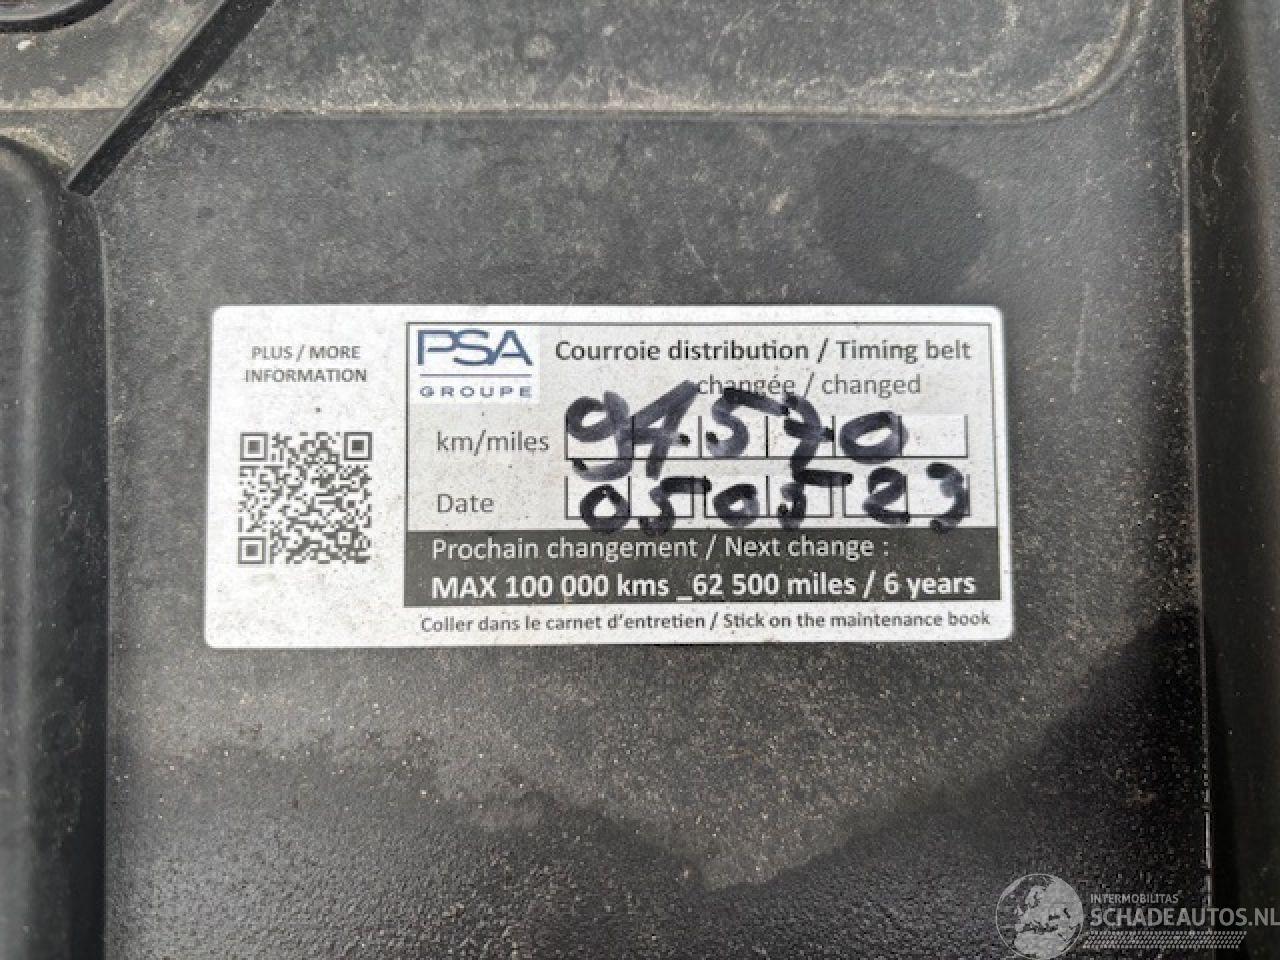 PLUS / MORE
INFORMATION
PSA
GROUPE
Courroie distribution / Timing belt
changée / changed
km/miles 91.570
Date 05 05 23
Prochain changement / Next change :
MAX 100 000 kms _62 500 miles / 6 years
Coller dans le carnet d'entretien / Stick on the maintenance book
INTERMOBILITAS
SCHADEAUTOS.NL